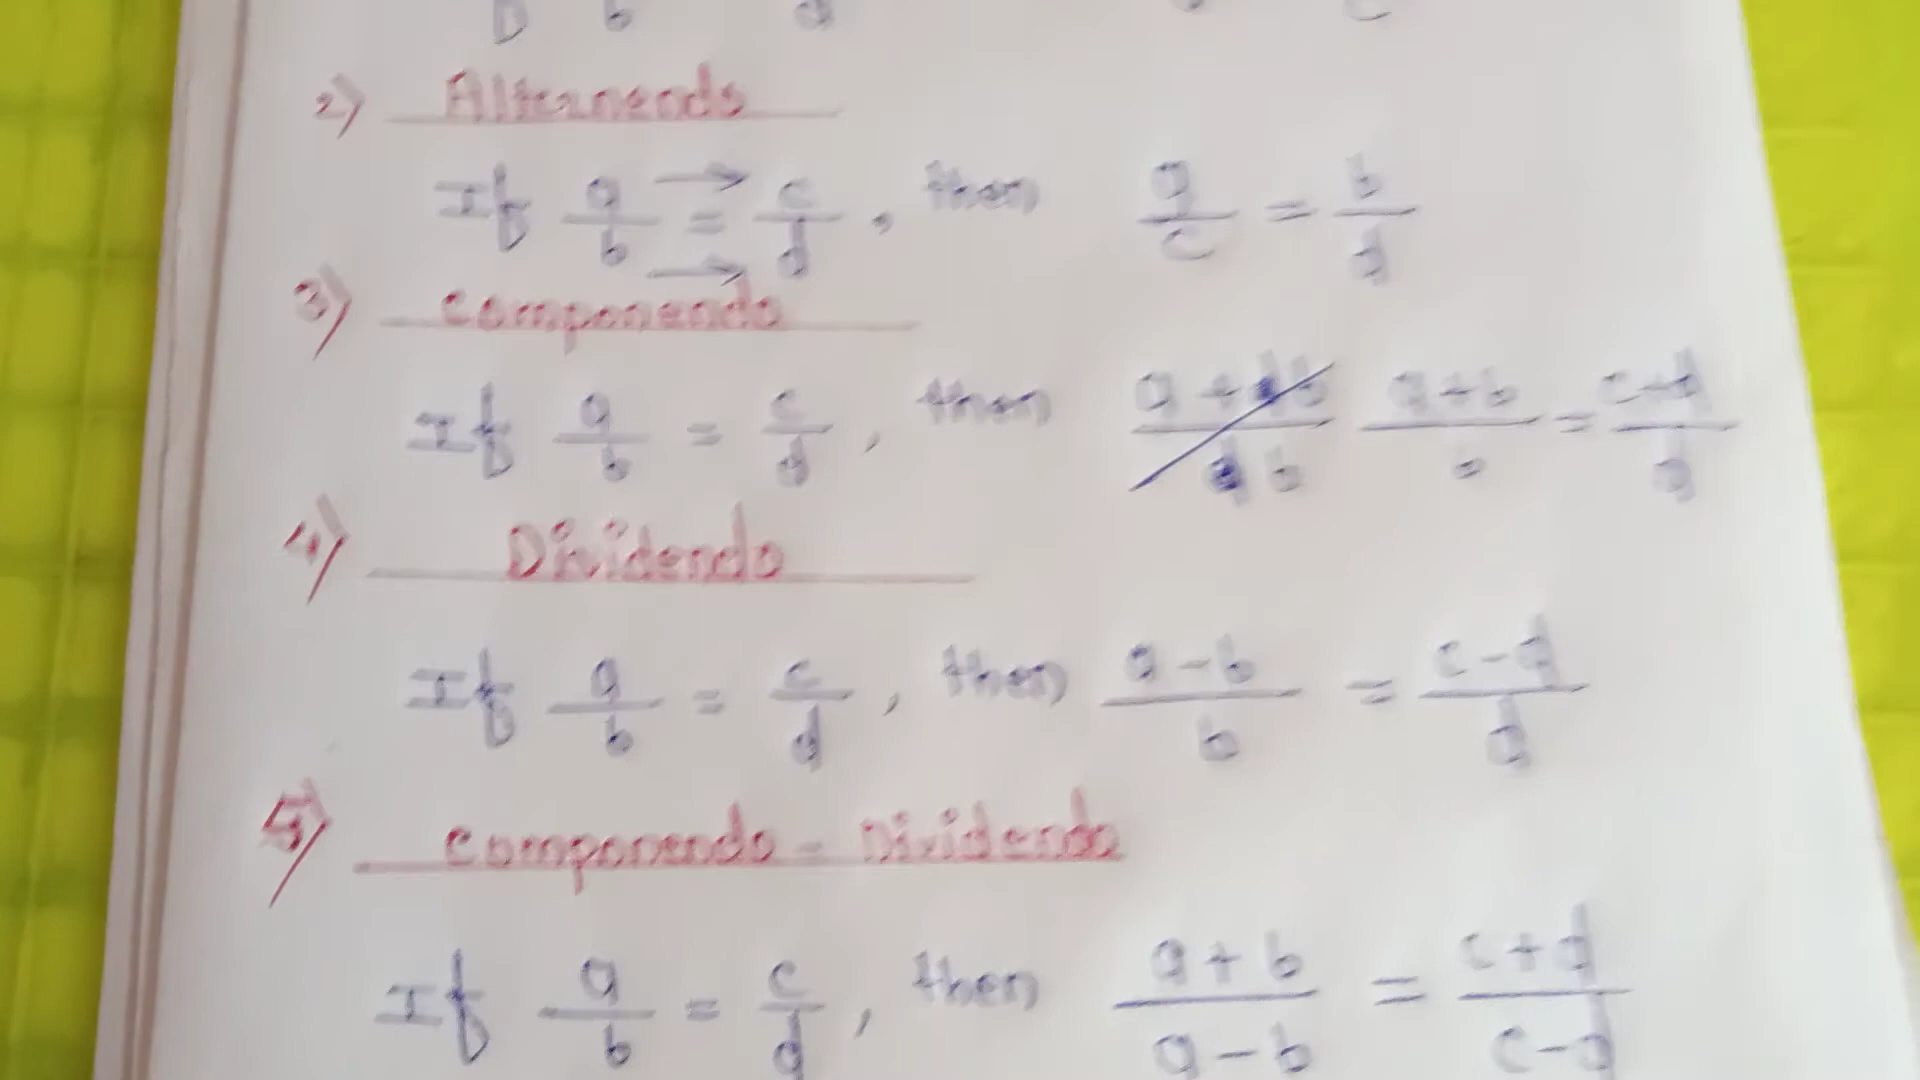 b a/b
2) Alternendo
If a/b = c/d, then a/c = b/d
3) Componendo
If a/b = c/d, then a+b/b = c+d/d
4) Dividendo
If a/b = c/d, then a-b/b = c-d/d
5) Componendo - Dividendo
If a/b = c/d, then a+b/a-b = c+d/c-d